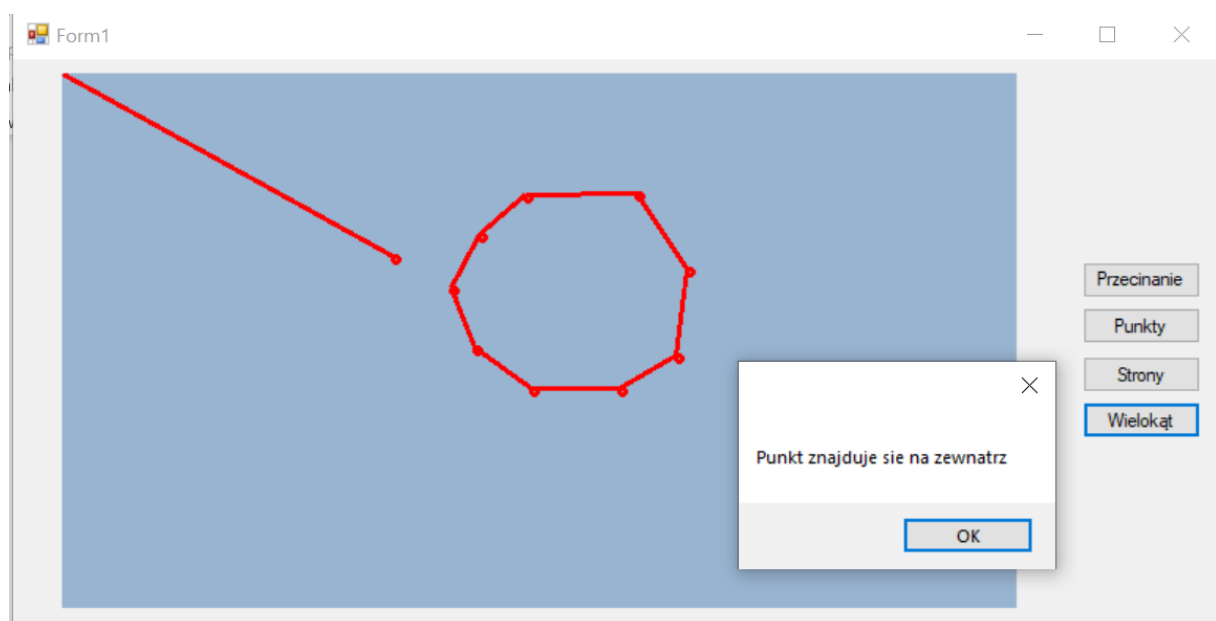 Form1
Przecinanie
Punkty
Strony
Wielokąt
Punkt znajduje sie na zewnatrz
OK